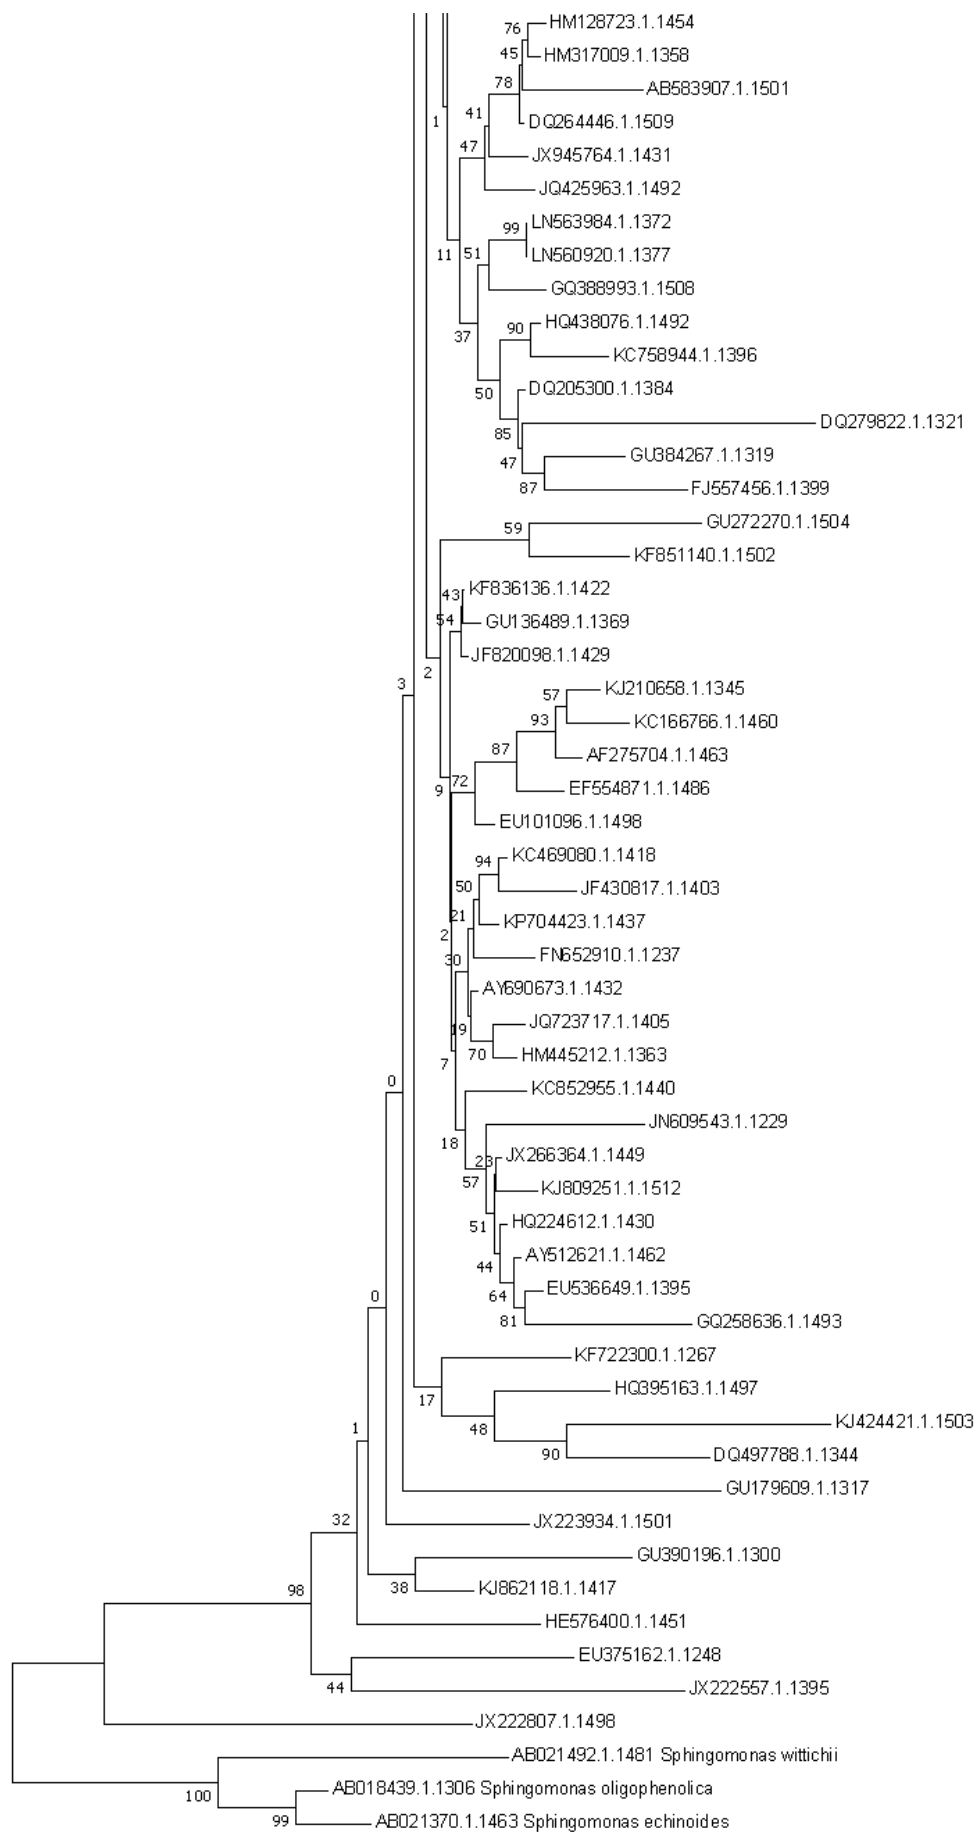 HM128723.1.1454
76
45
HM317009.1.1358
78
AB583907.1.1501
41
1
DQ264446.1.1509
47
JX945764.1.1431
JQ425963.1.1492
99
LN563984.1.1372
11
51
LN560920.1.1377
GQ388993.1.1508
90
HQ438076.1.1492
37
KC758944.1.1396
50
DQ205300.1.1384
DQ279822.1.1321
85
47
GU384267.1.1319
87
FJ557456.1.1399
59
GU272270.1.1504
KF851140.1.1502
43
KF836136.1.1422
54
GU136489.1.1369
JF820098.1.1429
2
3
57
KJ210658.1.1345
93
KC166766.1.1460
87
AF275704.1.1463
9
72
EF554871.1.1486
EU101096.1.1498
94
KC469080.1.1418
50
JF430817.1.1403
21
KP704423.1.1437
2
30
FN652910.1.1237
AY690673.1.1432
19
JQ723717.1.1405
7
70
HM445212.1.1363
0
KC852955.1.1440
JN609543.1.1229
18
23
JX266364.1.1449
57
KJ809251.1.1512
51
HQ224612.1.1430
44
AY512621.1.1462
0
64
EU536649.1.1395
81
GQ258636.1.1493
KF722300.1.1267
17
HQ395163.1.1497
1
48
KJ424421.1.1503
90
DQ497788.1.1344
GU179609.1.1317
32
JX223934.1.1501
GU390196.1.1300
98
38
KJ862118.1.1417
HE576400.1.1451
EU375162.1.1248
44
JX222557.1.1395
JX222807.1.1498
AB021492.1.1481 Sphingomonas wittichii
100
AB018439.1.1306 Sphingomonas oligophenolica
99
AB021370.1.1463 Sphingomonas echinoides